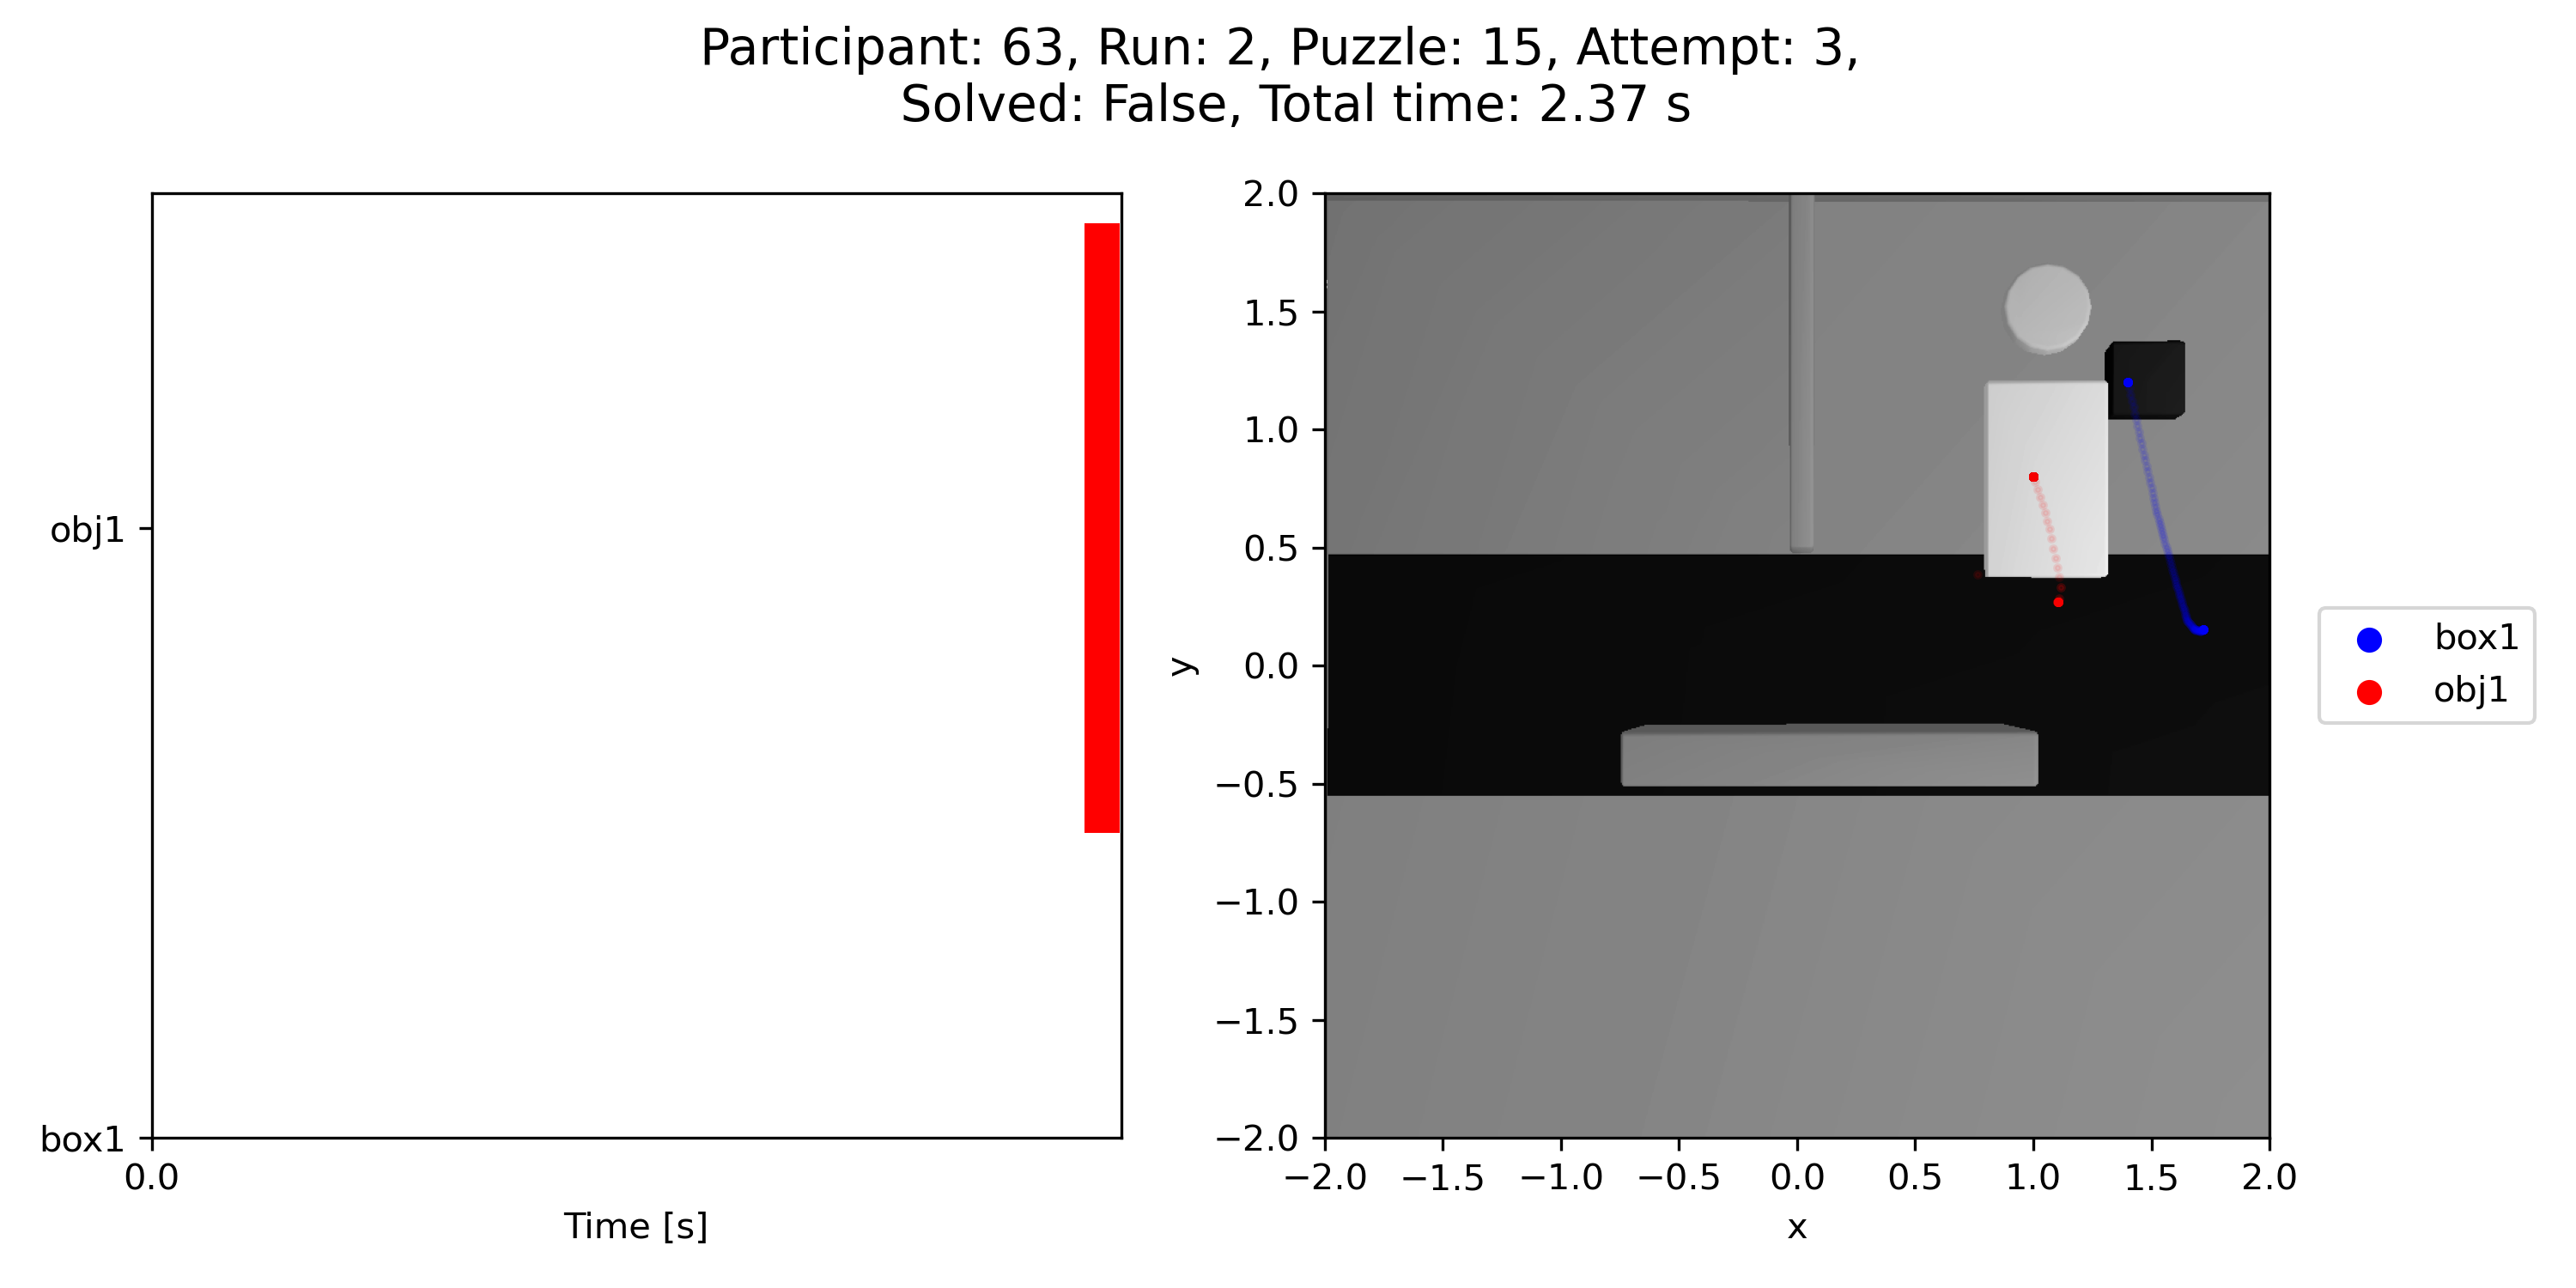 Participant: 63, Run: 2, Puzzle: 15, Attempt: 3,
Solved: False, Total time: 2.37 s
obj1
box1
0.0
Time [s]
2.0
1.5
1.0
0.5
0.0
−0.5
−1.0
−1.5
−2.0
y
−2.0 −1.5 −1.0 −0.5 0.0 0.5 1.0 1.5 2.0
x
box1
obj1